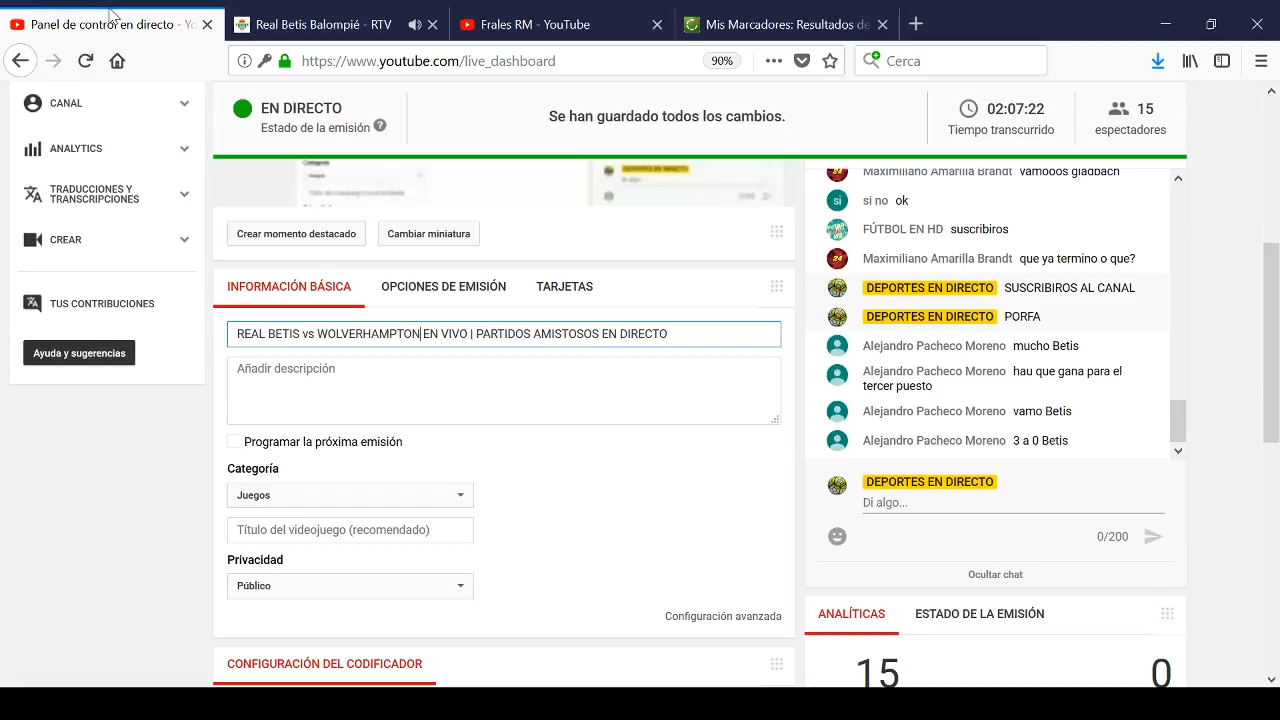 Panel de control en directo - Yo
Real Betis Balompié - RTV
Frales RM - YouTube
Mis Marcadores: Resultados de
https://www.youtube.com/live_dashboard
90%
Cerca
CANAL
ANALYTICS
TRADUCCIONES Y
TRANSCRIPCIONES
CREAR
TUS CONTRIBUCIONES
Ayuda y sugerencias
EN DIRECTO
Estado de la emisión
Se han guardado todos los cambios.
02:07:22
Tiempo transcurrido
15
espectadores
Crear momento destacado
Cambiar miniatura
INFORMACIÓN BÁSICA
OPCIONES DE EMISIÓN
TARJETAS
REAL BETIS vs WOLVERHAMPTON EN VIVO | PARTIDOS AMISTOSOS EN DIRECTO
Añadir descripción
Programar la próxima emisión
Categoría
Juegos
Título del videojuego (recomendado)
Privacidad
Público
Configuración avanzada
CONFIGURACIÓN DEL CODIFICADOR
Maximiliano Amarilla Brandt vamooos gladbach
si
si no ok
FÚTBOL EN HD suscribiros
Maximiliano Amarilla Brandt que ya termino o que?
DEPORTES EN DIRECTO SUSCRIBIROS AL CANAL
DEPORTES EN DIRECTO PORFA
Alejandro Pacheco Moreno mucho Betis
Alejandro Pacheco Moreno hau que gana para el
tercer puesto
Alejandro Pacheco Moreno vamo Betis
Alejandro Pacheco Moreno 3 a 0 Betis
DEPORTES EN DIRECTO
Di algo...
0/200
Ocultar chat
ANALÍTICAS
ESTADO DE LA EMISIÓN
15
0